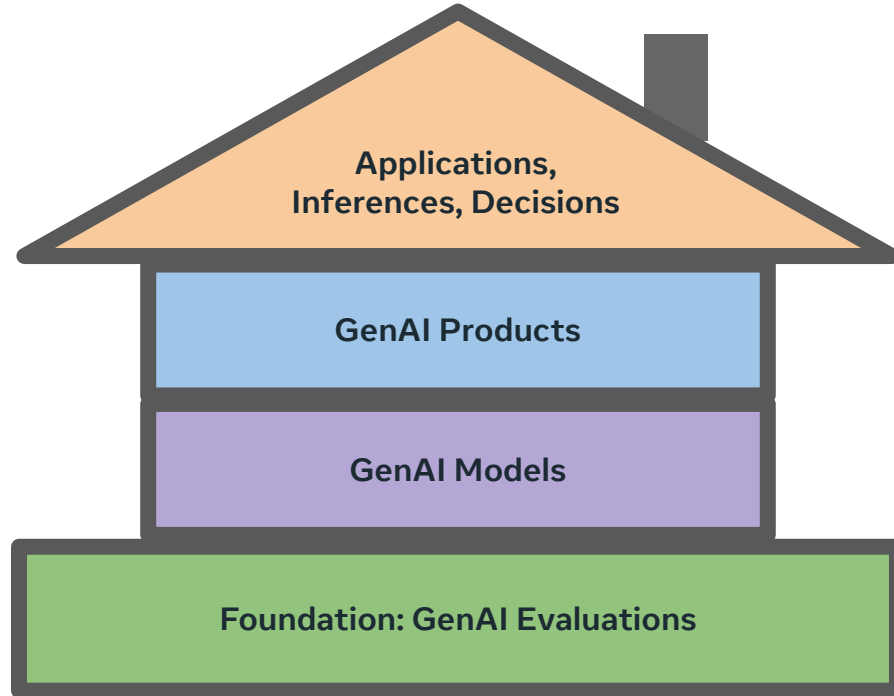 Applications,
Inferences, Decisions
GenAI Products
GenAI Models
Foundation: GenAI Evaluations